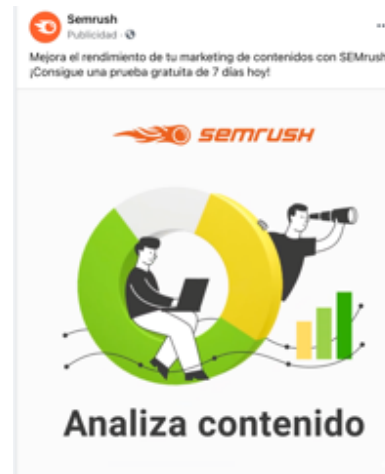 Semrush
Publicidad ·
Mejora el rendimiento de tu marketing de contenidos con SEMrush
¡Consigue una prueba gratuita de 7 días hoy!
semrush
Analiza contenido